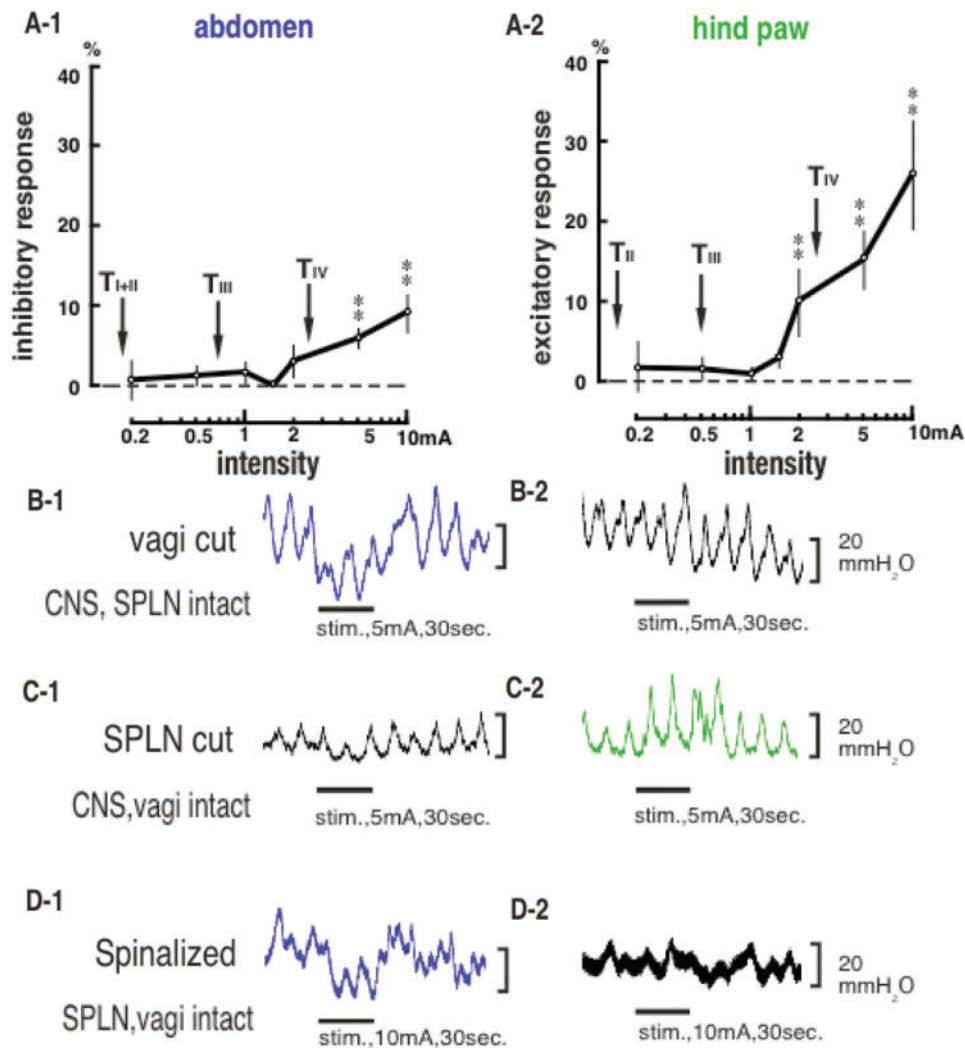 A-1 abdomen
%
40
30
20
10
0
inhibitory response
TI+II
TIII
TIV
**
**
0.2 0.5 1 2 5 10mA
intensity
A-2 hind paw
%
40
30
20
10
0
excitatory response
TII
TIII
TIV
**
**
**
0.2 0.5 1 2 5 10mA
intensity
B-1
vagi cut
CNS, SPLN intact
stim.,5mA,30sec.
B-2
20
mmH2O
stim.,5mA,30sec.
C-1
SPLN cut
CNS,vagi intact
stim.,5mA,30sec.
C-2
20
mmH2O
stim.,5mA,30sec.
D-1
Spinalized
SPLN,vagi intact
stim.,10mA,30sec.
D-2
20
mmH2O
stim.,10mA,30sec.